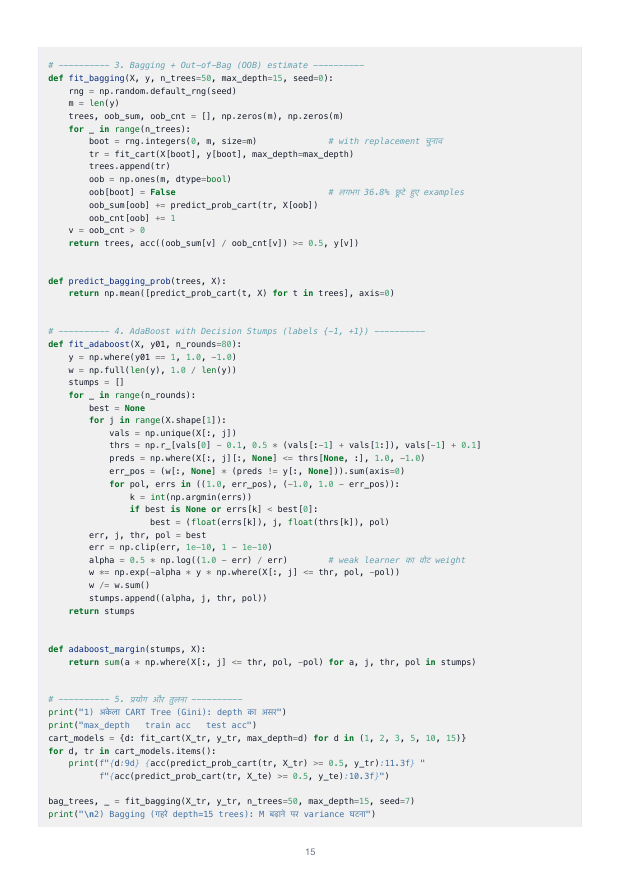 # ---------- 3. Bagging + Out-of-Bag (OOB) estimate ----------
def fit_bagging(X, y, n_trees=50, max_depth=15, seed=0):
    rng = np.random.default_rng(seed)
    m = len(y)
    trees, oob_sum, oob_cnt = [], np.zeros(m), np.zeros(m)
    for _ in range(n_trees):
        boot = rng.integers(0, m, size=m)              # with replacement चुनाव
        tr = fit_cart(X[boot], y[boot], max_depth=max_depth)
        trees.append(tr)
        oob = np.ones(m, dtype=bool)
        oob[boot] = False                              # लगभग 36.8% छूटे हुए examples
        oob_sum[oob] += predict_prob_cart(tr, X[oob])
        oob_cnt[oob] += 1
    v = oob_cnt > 0
    return trees, acc((oob_sum[v] / oob_cnt[v]) >= 0.5, y[v])
def predict_bagging_prob(trees, X):
    return np.mean([predict_prob_cart(t, X) for t in trees], axis=0)
# ---------- 4. AdaBoost with Decision Stumps (labels {-1, +1}) ----------
def fit_adaboost(X, y01, n_rounds=80):
    y = np.where(y01 == 1, 1.0, -1.0)
    w = np.full(len(y), 1.0 / len(y))
    stumps = []
    for _ in range(n_rounds):
        best = None
        for j in range(X.shape[1]):
            vals = np.unique(X[:, j])
            thrs = np.r_[vals[0] - 0.1, 0.5 * (vals[:-1] + vals[1:]), vals[-1] + 0.1]
            preds = np.where(X[:, j][:, None] <= thrs[None, :], 1.0, -1.0)
            err_pos = (w[:, None] * (preds != y[:, None])).sum(axis=0)
            for pol, errs in ((1.0, err_pos), (-1.0, 1.0 - err_pos)):
                k = int(np.argmin(errs))
                if best is None or errs[k] < best[0]:
                    best = (float(errs[k]), j, float(thrs[k]), pol)
        err, j, thr, pol = best
        err = np.clip(err, 1e-10, 1 - 1e-10)
        alpha = 0.5 * np.log((1.0 - err) / err)        # weak learner का वोट weight
        w *= np.exp(-alpha * y * np.where(X[:, j] <= thr, pol, -pol))
        w /= w.sum()
        stumps.append((alpha, j, thr, pol))
    return stumps
def adaboost_margin(stumps, X):
    return sum(a * np.where(X[:, j] <= thr, pol, -pol) for a, j, thr, pol in stumps)
# ---------- 5. प्रयोग और तुलना ----------
print("1) अकेला CART Tree (Gini): depth का असर")
print("max_depth   train acc   test acc")
cart_models = {d: fit_cart(X_tr, y_tr, max_depth=d) for d in (1, 2, 3, 5, 10, 15)}
for d, tr in cart_models.items():
    print(f"{d:9d} {acc(predict_prob_cart(tr, X_tr) >= 0.5, y_tr):11.3f} "
          f"{acc(predict_prob_cart(tr, X_te) >= 0.5, y_te):10.3f}")
bag_trees, _ = fit_bagging(X_tr, y_tr, n_trees=50, max_depth=15, seed=7)
print("\n2) Bagging (गहरे depth=15 trees): M बढ़ाने पर variance घटना")
15